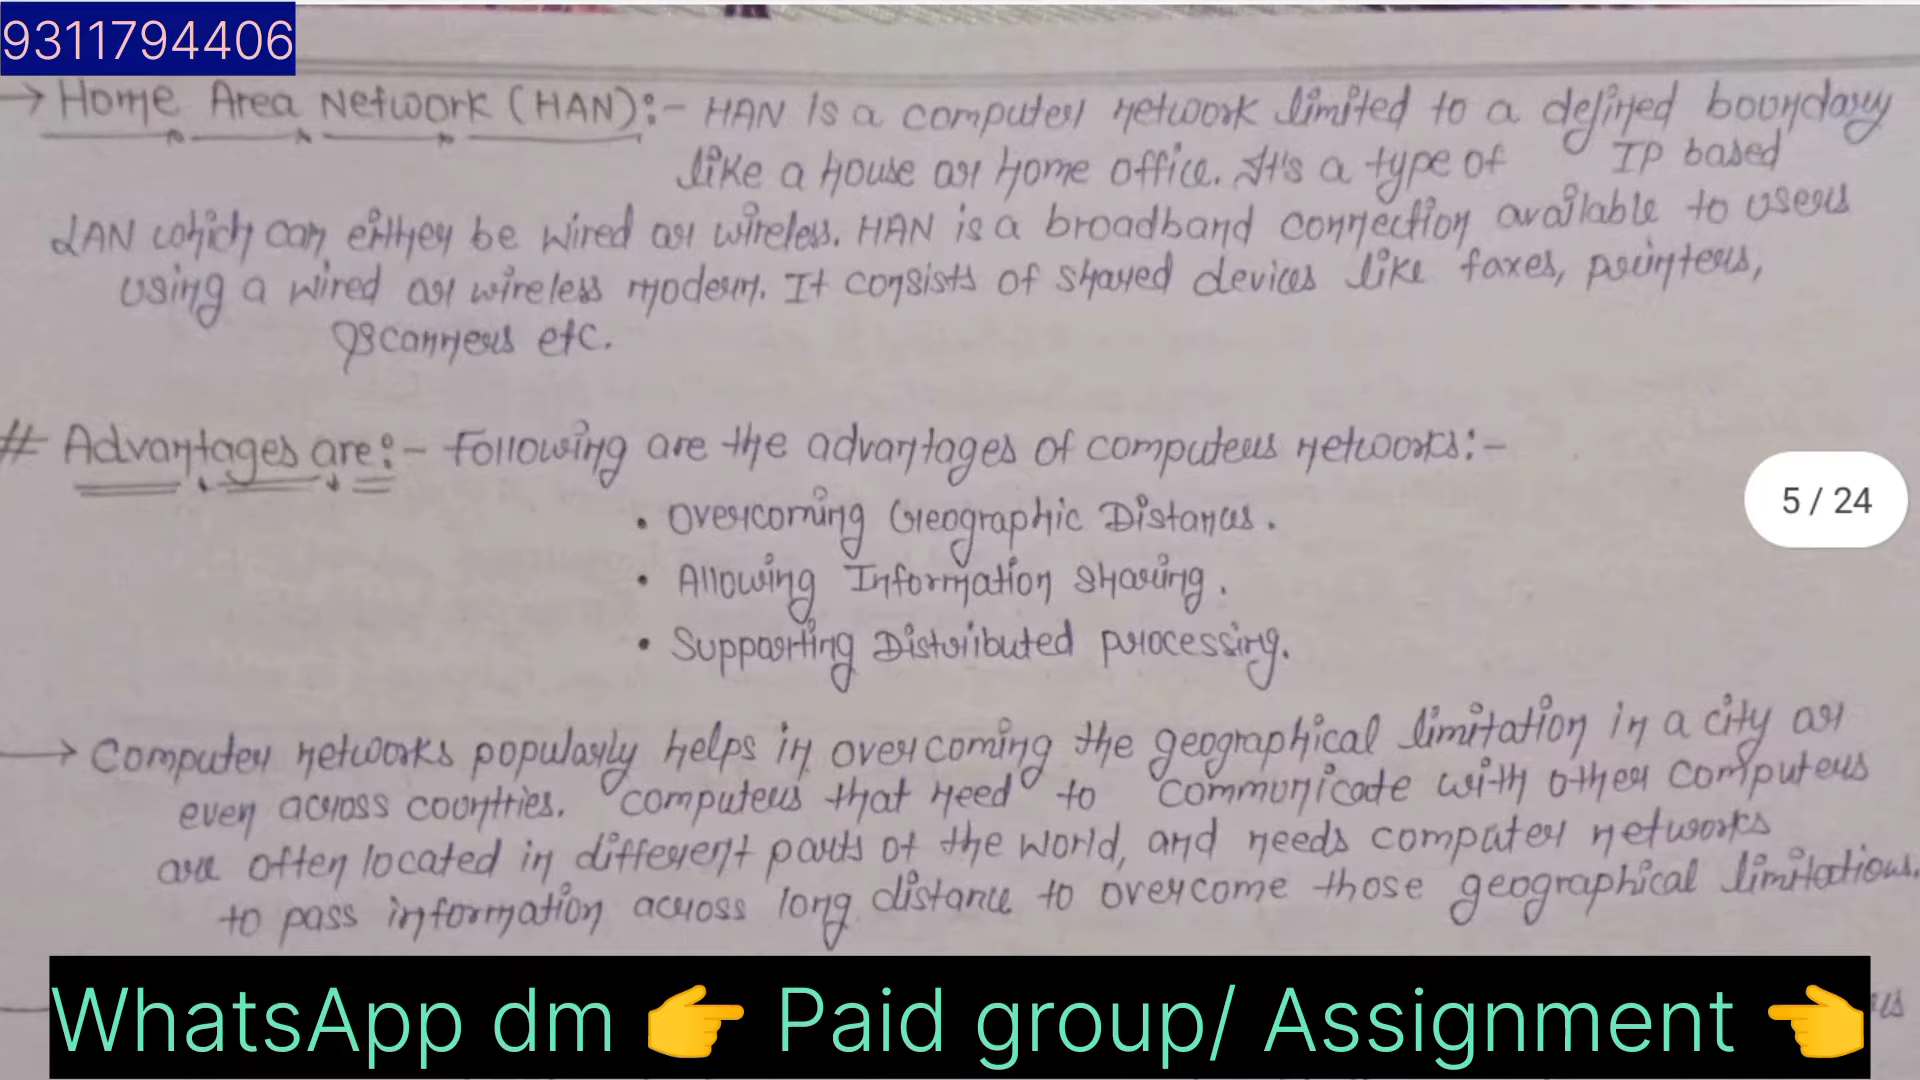 9311794406
→ Home Area Network (HAN):- HAN is a computer network limited to a defined boundary
like a house or home office. It's a type of IP based
LAN which can either be wired or wireless. HAN is a broadband connection available to users
using a wired or wireless modem. It consists of shared devices like faxes, printers,
scanners etc.
# Advantages are:- Following are the advantages of computers networks:-
5 / 24
• Overcoming Geographic Distances.
• Allowing Information Sharing.
• Supporting Distributed processing.
→ Computer networks popularly helps in overcoming the geographical limitation in a city or
even across countries. computers that need to communicate with other computers
are often located in different parts of the world, and needs computer networks
to pass information across long distance to overcome those geographical limitations.
WhatsApp dm 👉 Paid group/ Assignment 👈